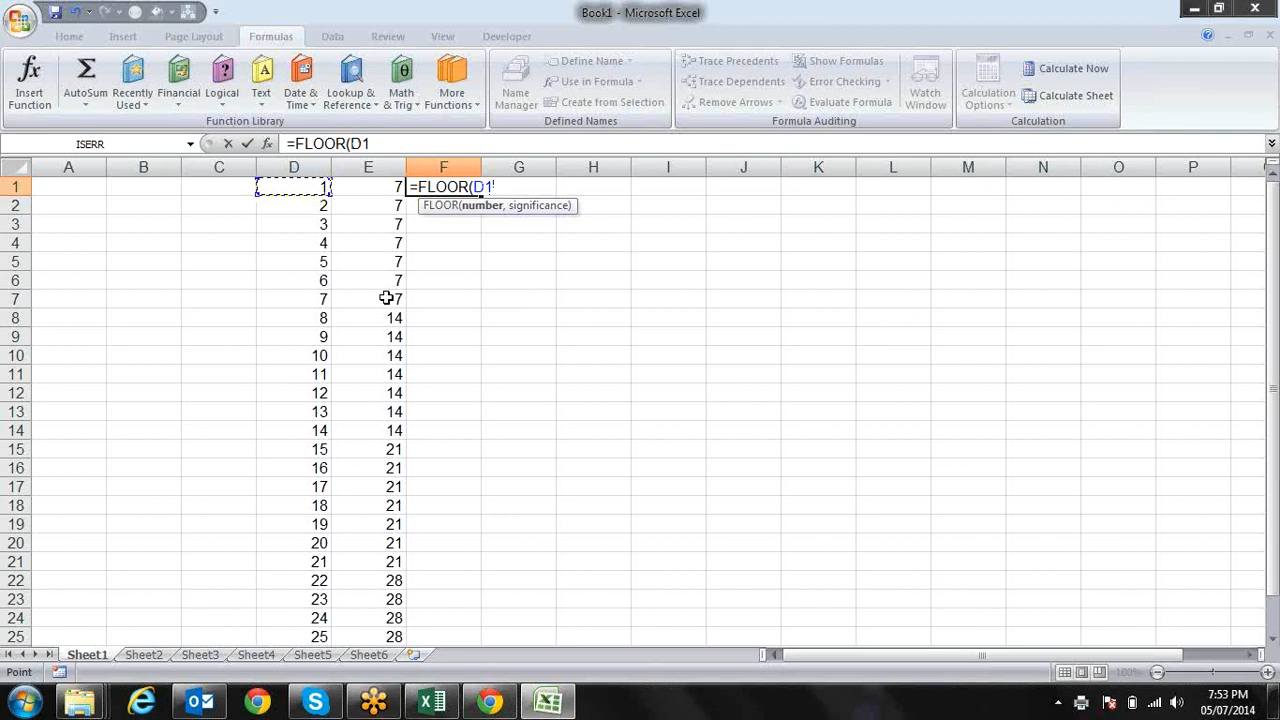 Book1 - Microsoft Excel
Home Insert Page Layout Formulas Data Review View Developer
Insert Function
AutoSum
Recently Used
Financial
Logical
Text
Date & Time
Lookup & Reference
Math & Trig
More Functions
Function Library
Name Manager
Define Name
Use in Formula
Create from Selection
Defined Names
Trace Precedents
Trace Dependents
Remove Arrows
Show Formulas
Error Checking
Evaluate Formula
Formula Auditing
Watch Window
Calculation Options
Calculate Now
Calculate Sheet
Calculation
ISERR =FLOOR(D1
A B C D E F G H I J K L M N O P
1 1 7 =FLOOR(D1
FLOOR(number, significance)
2 2 7
3 3 7
4 4 7
5 5 7
6 6 7
7 7 7
8 8 14
9 9 14
10 10 14
11 11 14
12 12 14
13 13 14
14 14 14
15 15 21
16 16 21
17 17 21
18 18 21
19 19 21
20 20 21
21 21 21
22 22 28
23 23 28
24 24 28
25 25 28
Sheet1 Sheet2 Sheet3 Sheet4 Sheet5 Sheet6
Point
100%
7:53 PM
05/07/2014